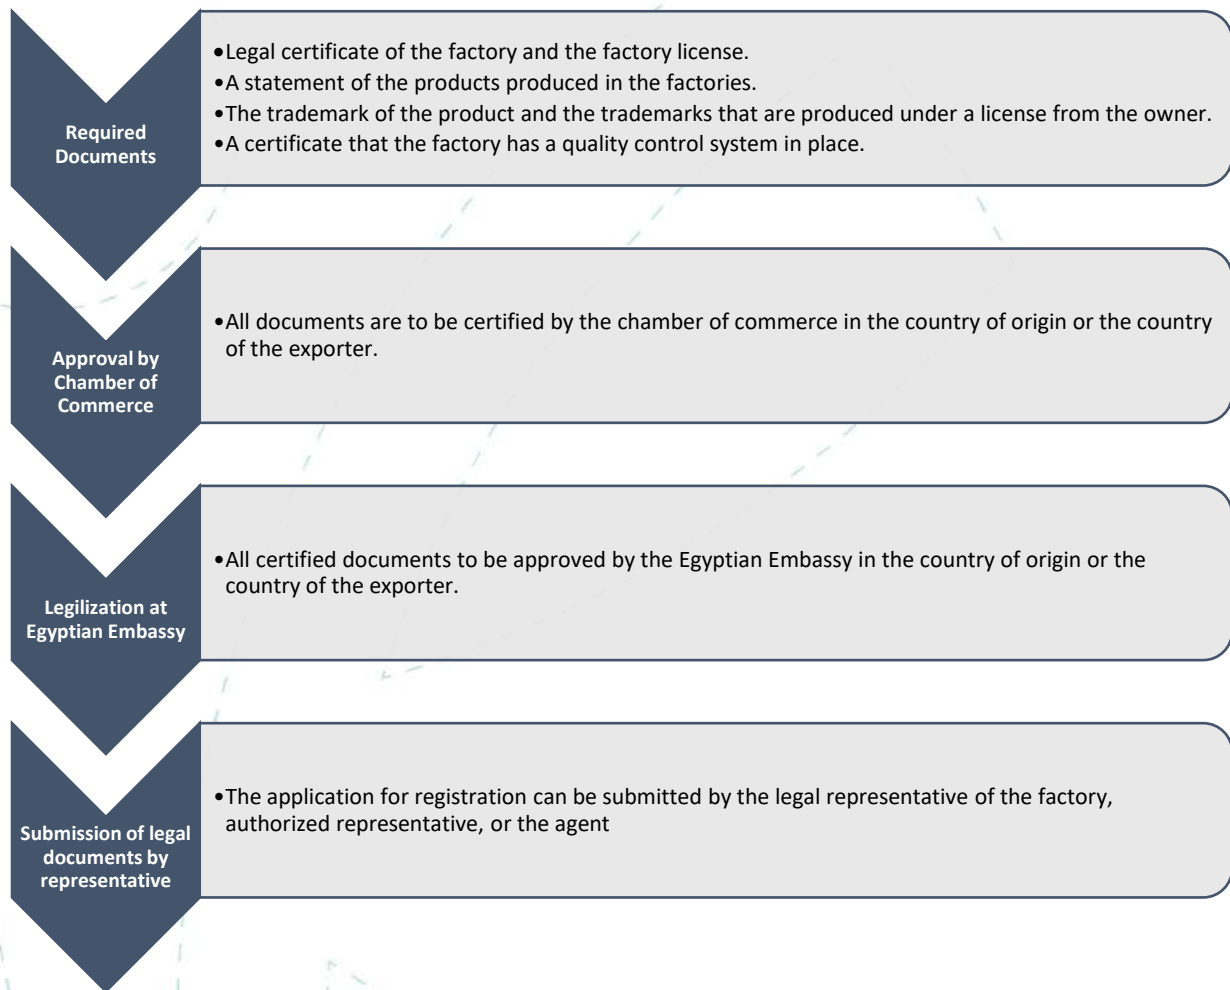 Required
Documents
•Legal certificate of the factory and the factory license.
•A statement of the products produced in the factories.
•The trademark of the product and the trademarks that are produced under a license from the owner.
•A certificate that the factory has a quality control system in place.
Approval by
Chamber of
Commerce
•All documents are to be certified by the chamber of commerce in the country of origin or the country
of the exporter.
Legilization at
Egyptian Embassy
•All certified documents to be approved by the Egyptian Embassy in the country of origin or the
country of the exporter.
Submission of legal
documents by
representative
•The application for registration can be submitted by the legal representative of the factory,
authorized representative, or the agent